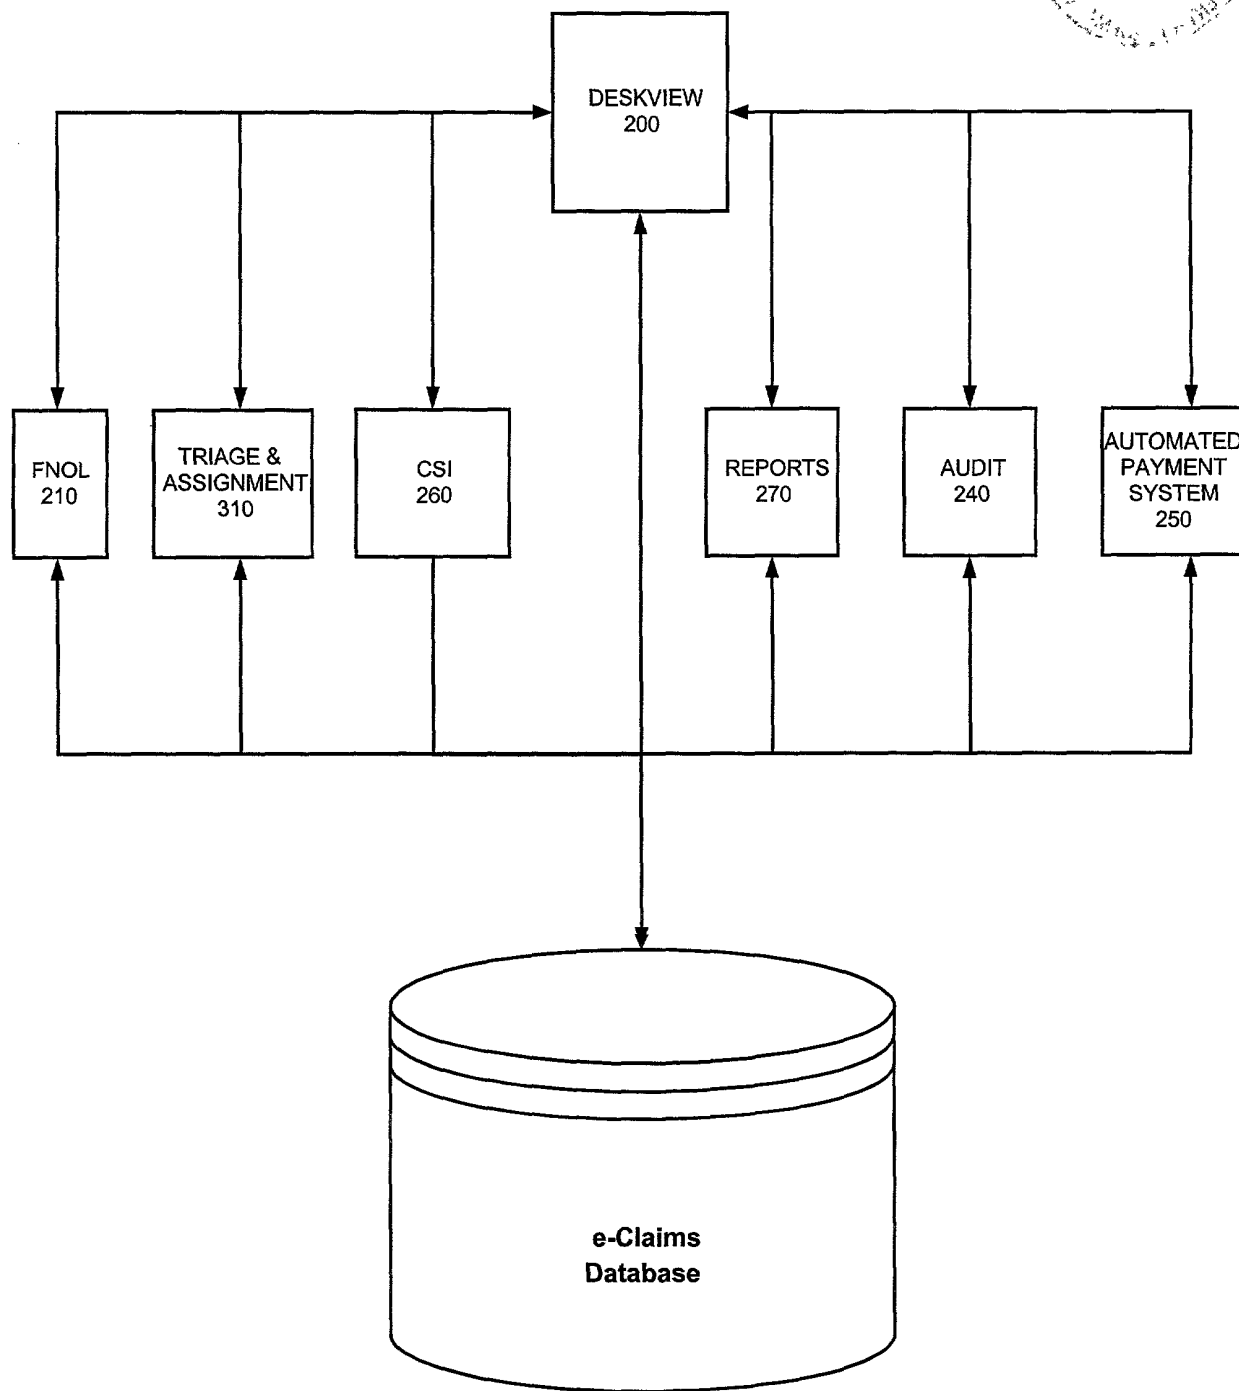 DESKVIEW
200
FNOL
210
TRIAGE &
ASSIGNMENT
310
CSI
260
REPORTS
270
AUDIT
240
AUTOMATED
PAYMENT
SYSTEM
250
e-Claims
Database